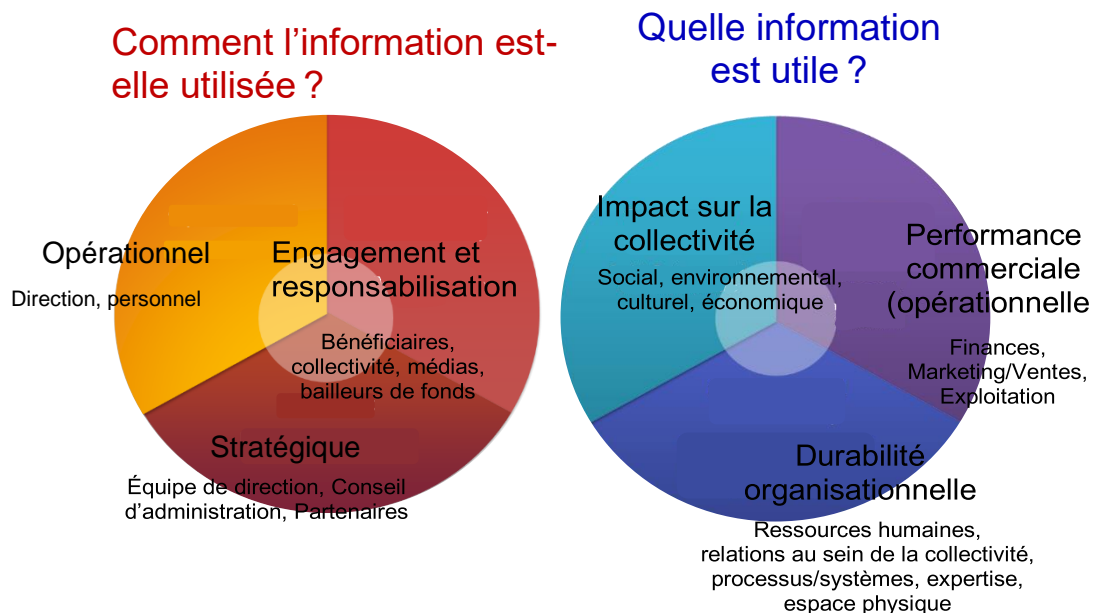 Comment l’information est-
elle utilisée ?
Opérationnel
Direction, personnel
Engagement et
responsabilisation
Bénéficiaires,
collectivité, médias,
bailleurs de fonds
Stratégique
Équipe de direction, Conseil
d’administration, Partenaires
Quelle information
est utile ?
Impact sur la
collectivité
Social, environnemental,
culturel, économique
Performance
commerciale
(opérationnelle
Finances,
Marketing/Ventes,
Exploitation
Durabilité
organisationnelle
Ressources humaines,
relations au sein de la collectivité,
processus/systèmes, expertise,
espace physique